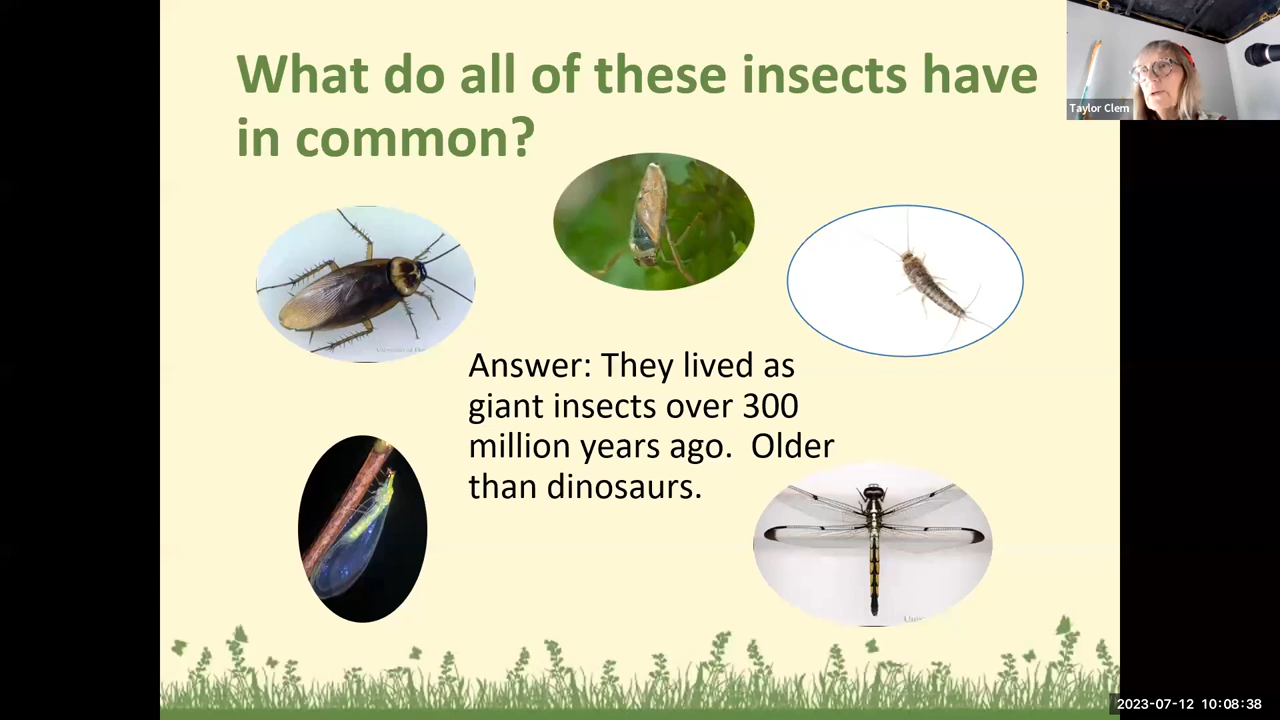 What do all of these insects have
in common?
Taylor Clem
Answer: They lived as
giant insects over 300
million years ago.  Older
than dinosaurs.
2023-07-12 10:08:38